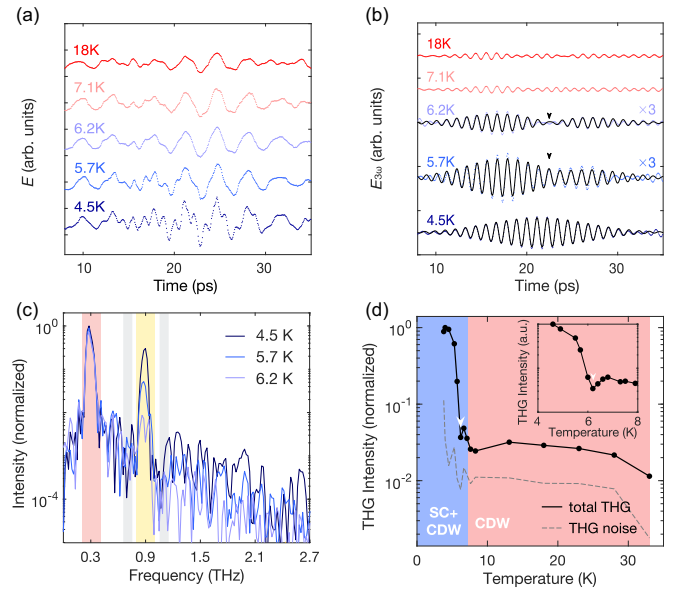 (a)
E (arb. units)
18K
7.1K
6.2K
5.7K
4.5K
10 20 30
Time (ps)
(b)
E3ω (arb. units)
18K
7.1K
6.2K ×3
5.7K ×3
4.5K
10 20 30
Time (ps)
(c)
Intensity (normalized)
10⁰
10⁻⁴
4.5 K
5.7 K
6.2 K
0.3 0.9 1.5 2.1 2.7
Frequency (THz)
(d)
THG Intensity (normalized)
10⁰
10⁻¹
10⁻²
THG Intensity (a.u.)
4 6 8
Temperature (K)
SC+
CDW
CDW
total THG
THG noise
0 10 20 30
Temperature (K)